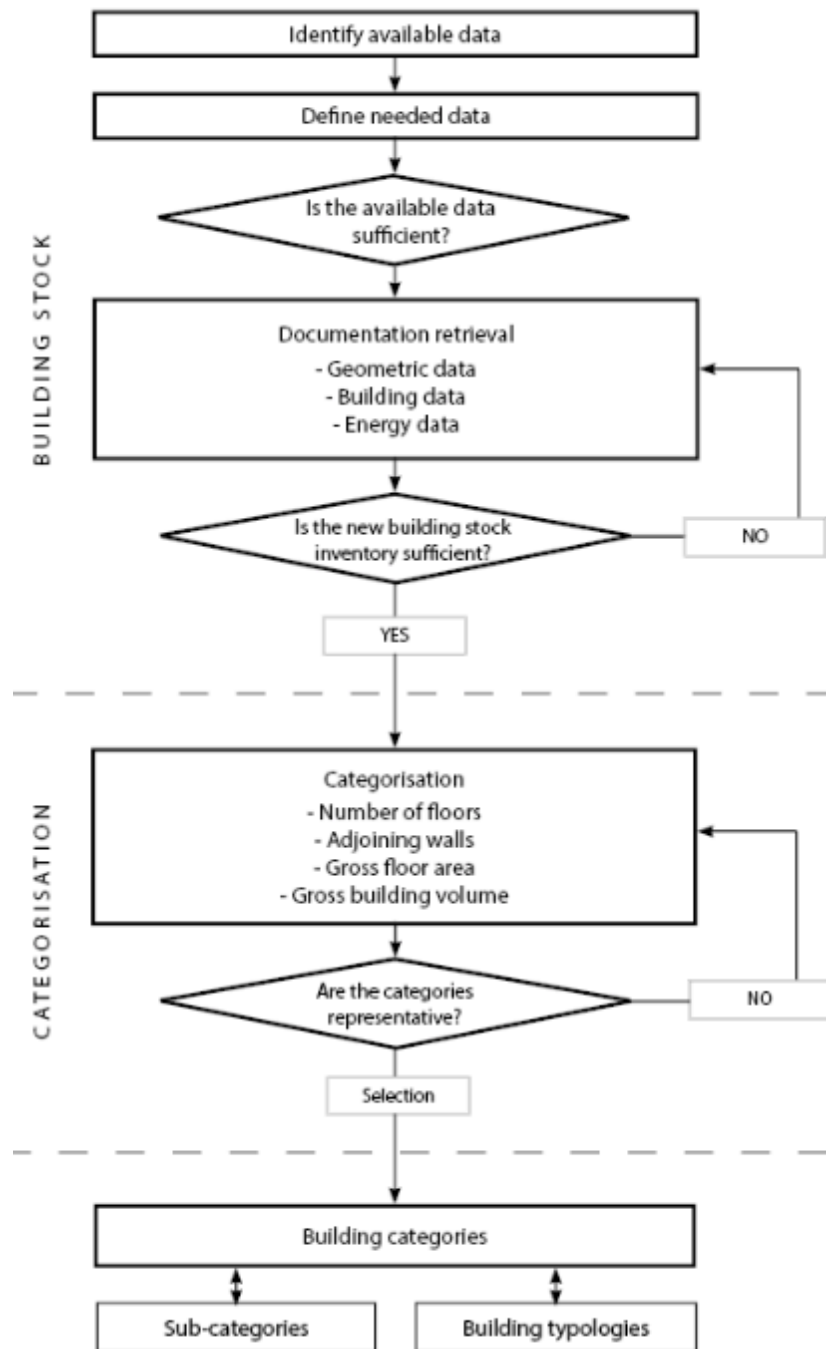 Identify available data
Define needed data
Is the available data
sufficient?
BUILDING STOCK
Documentation retrieval
- Geometric data
- Building data
- Energy data
Is the new building stock
inventory sufficient?
NO
YES
CATEGORISATION
Categorisation
- Number of floors
- Adjoining walls
- Gross floor area
- Gross building volume
Are the categories
representative?
NO
Selection
Building categories
Sub-categories
Building typologies